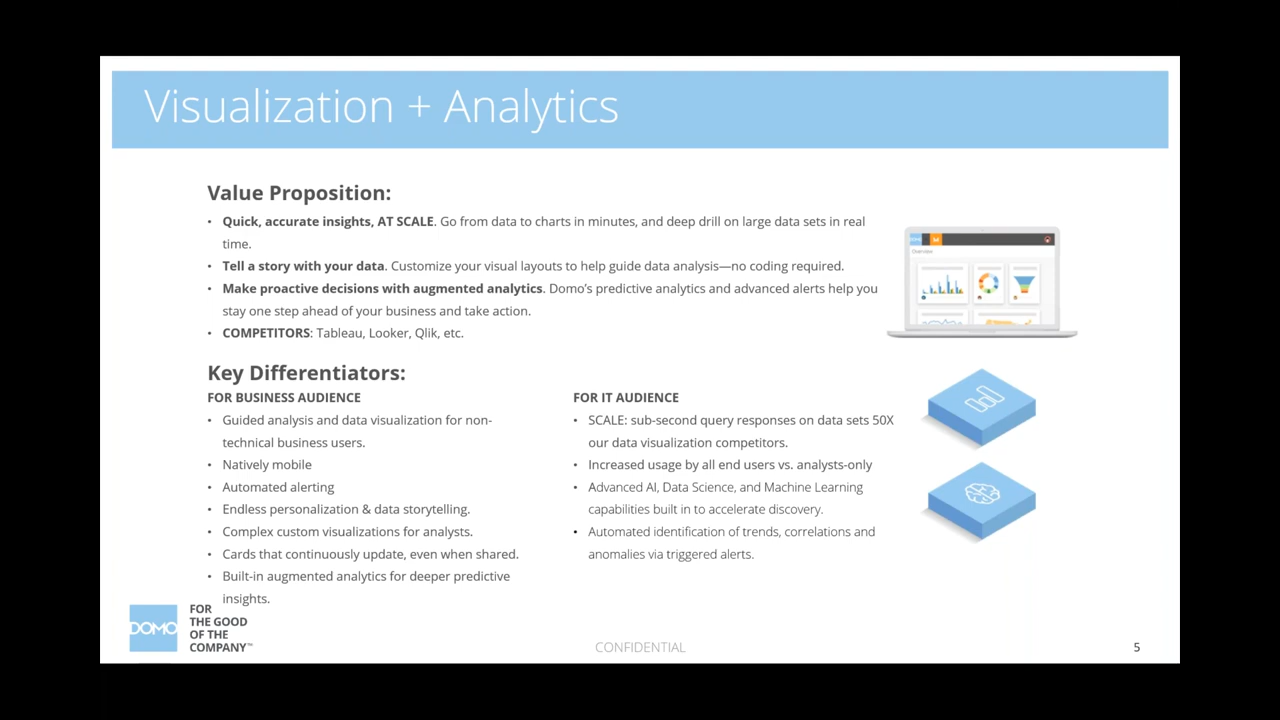 Visualization + Analytics
Value Proposition:
• Quick, accurate insights, AT SCALE. Go from data to charts in minutes, and deep drill on large data sets in real
time.
• Tell a story with your data. Customize your visual layouts to help guide data analysis—no coding required.
• Make proactive decisions with augmented analytics. Domo’s predictive analytics and advanced alerts help you
stay one step ahead of your business and take action.
• COMPETITORS: Tableau, Looker, Qlik, etc.
DOMO
Overview
Key Differentiators:
FOR BUSINESS AUDIENCE
• Guided analysis and data visualization for non-
technical business users.
• Natively mobile
• Automated alerting
• Endless personalization & data storytelling.
• Complex custom visualizations for analysts.
• Cards that continuously update, even when shared.
• Built-in augmented analytics for deeper predictive
insights.
FOR IT AUDIENCE
• SCALE: sub-second query responses on data sets 50X
our data visualization competitors.
• Increased usage by all end users vs. analysts-only
• Advanced AI, Data Science, and Machine Learning
capabilities built in to accelerate discovery.
• Automated identification of trends, correlations and
anomalies via triggered alerts.
DOMO
FOR
THE GOOD
OF THE
COMPANY™
CONFIDENTIAL
5